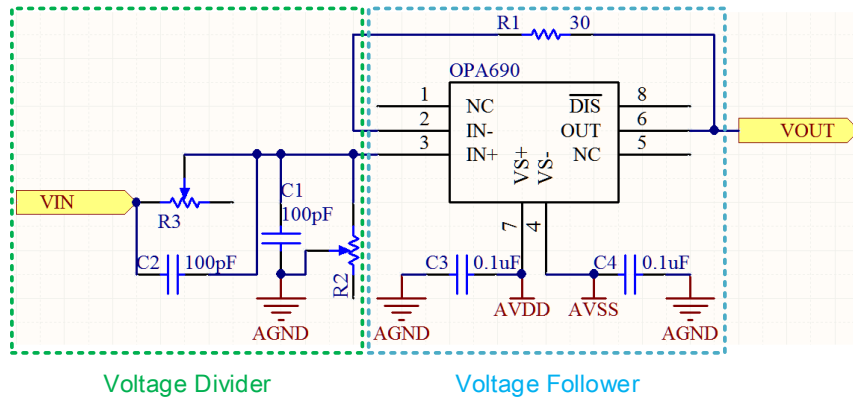 R1 30
OPA690
1 NC DIS 8
2 IN- OUT 6
3 IN+ NC 5
VS+ VS-
7 4
VOUT
VIN
R3
C1
100pF
C2 100pF
R2
C3 0.1uF
C4 0.1uF
AGND
AGND
AVDD
AVSS
AGND
Voltage Divider
Voltage Follower